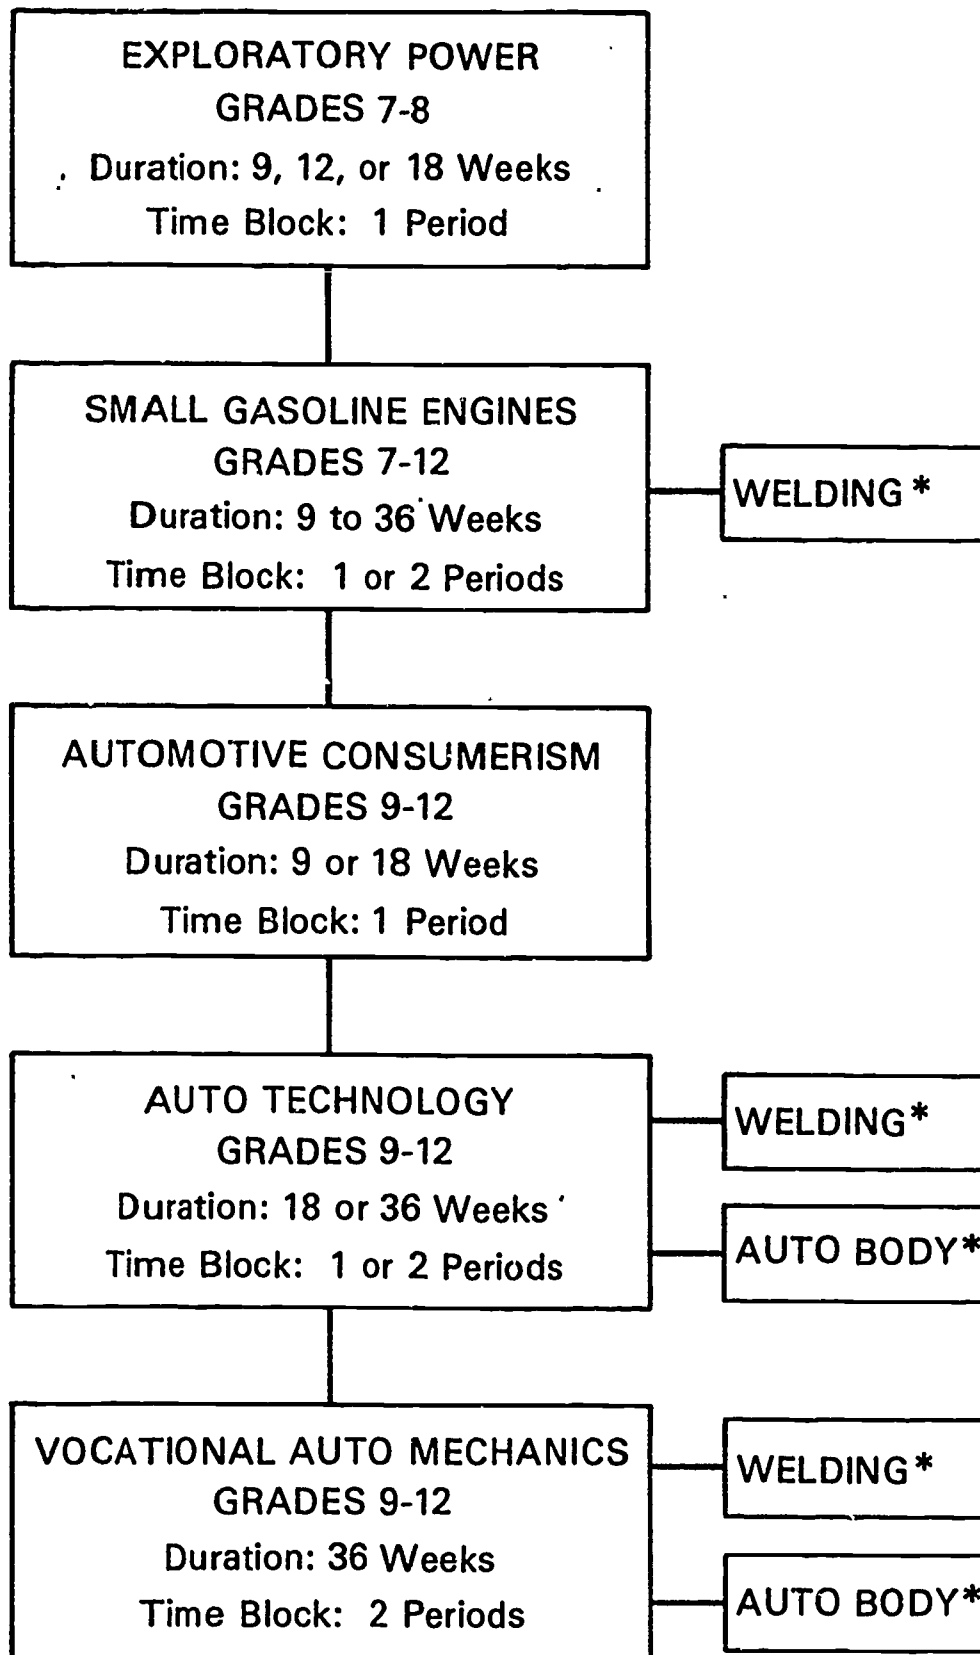 EXPLORATORY POWER
GRADES 7-8
Duration: 9, 12, or 18 Weeks
Time Block: 1 Period
SMALL GASOLINE ENGINES
GRADES 7-12
Duration: 9 to 36 Weeks
Time Block: 1 or 2 Periods
WELDING*
AUTOMOTIVE CONSUMERISM
GRADES 9-12
Duration: 9 or 18 Weeks
Time Block: 1 Period
AUTO TECHNOLOGY
GRADES 9-12
Duration: 18 or 36 Weeks
Time Block: 1 or 2 Periods
WELDING*
AUTO BODY*
VOCATIONAL AUTO MECHANICS
GRADES 9-12
Duration: 36 Weeks
Time Block: 2 Periods
WELDING*
AUTO BODY*